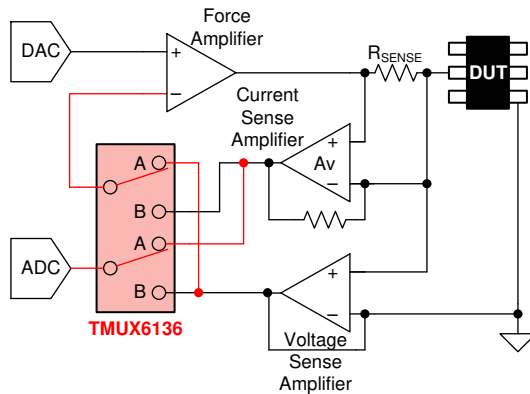 Force
Amplifier
DAC
+
−
RSENSE
DUT
Current
Sense
Amplifier
+
Av
−
A
B
A
B
ADC
TMUX6136
+
−
Voltage
Sense
Amplifier